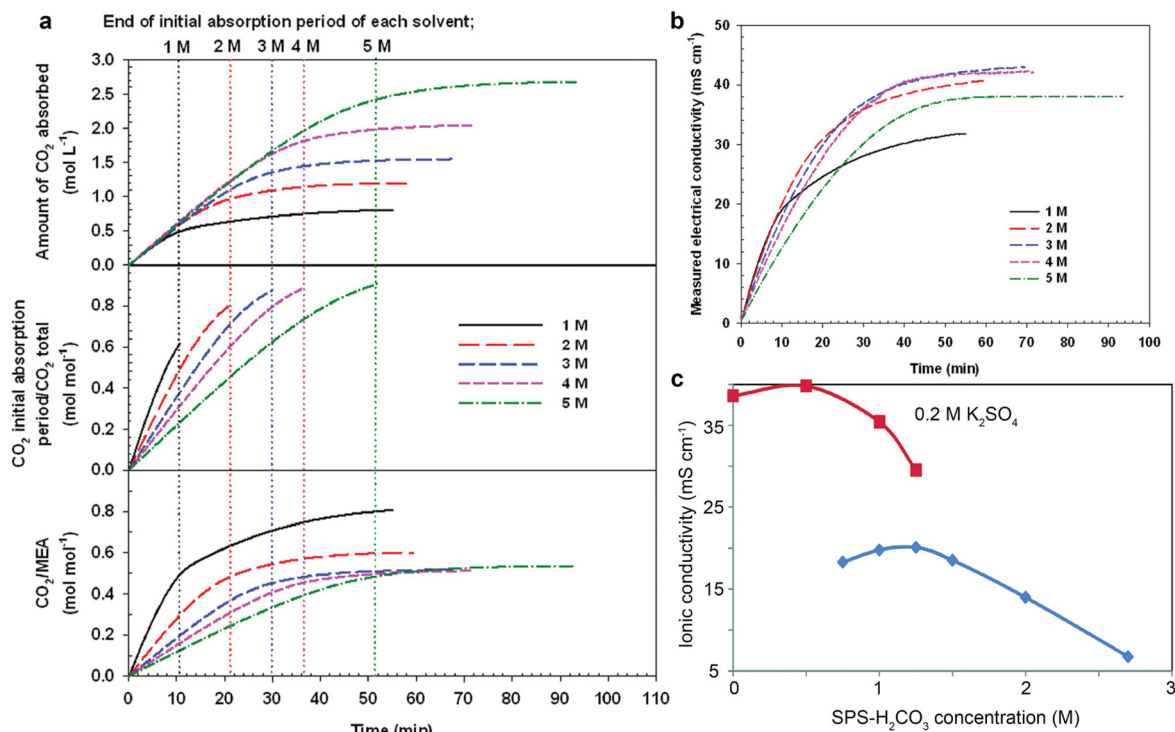 a
End of initial absorption period of each solvent;
1 M 2 M 3 M 4 M 5 M
Amount of CO₂ absorbed
(mol L⁻¹)
3.0
2.5
2.0
1.5
1.0
0.5
0.0
CO₂ initial absorption
period/CO₂ total
(mol mol⁻¹)
0.8
0.6
0.4
0.2
0.0
1 M
2 M
3 M
4 M
5 M
CO₂/MEA
(mol mol⁻¹)
0.8
0.6
0.4
0.2
0.0
0 10 20 30 40 50 60 70 80 90 100 110
Time (min)
b
Measured electrical conductivity (mS cm⁻¹)
50
40
30
20
10
0
1 M
2 M
3 M
4 M
5 M
0 10 20 30 40 50 60 70 80 90 100
Time (min)
c
Ionic conductivity (mS cm⁻¹)
35
25
15
5
0.2 M K₂SO₄
0 1 2 3
SPS-H₂CO₃ concentration (M)